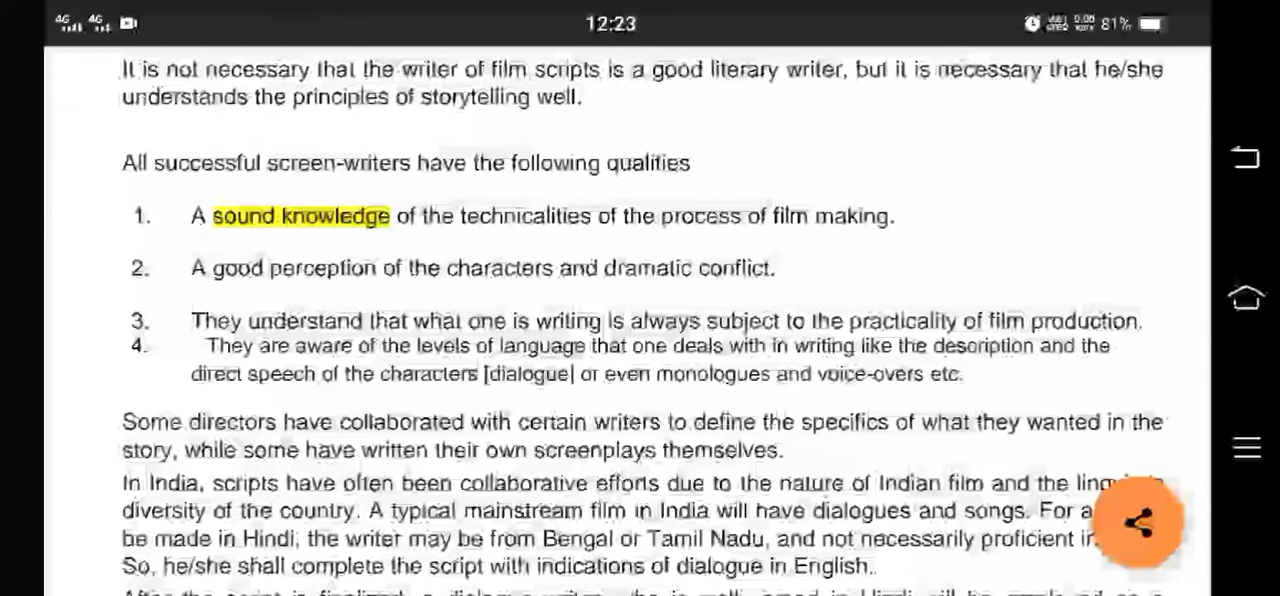 4G 4G 12:23 81%
It is not necessary that the writer of film scripts is a good literary writer, but it is necessary that he/she
understands the principles of storytelling well.
All successful screen-writers have the following qualities
1. A sound knowledge of the technicalities of the process of film making.
2. A good perception of the characters and dramatic conflict.
3. They understand that what one is writing is always subject to the practicality of film production.
4. They are aware of the levels of language that one deals with in writing like the description and the
direct speech of the characters [dialogue] or even monologues and voice-overs etc.
Some directors have collaborated with certain writers to define the specifics of what they wanted in the
story, while some have written their own screenplays themselves.
In India, scripts have often been collaborative efforts due to the nature of Indian film and the
diversity of the country. A typical mainstream film in India will have dialogues and songs. For a
be made in Hindi, the writer may be from Bengal or Tamil Nadu, and not necessarily proficient
So, he/she shall complete the script with indications of dialogue in English..